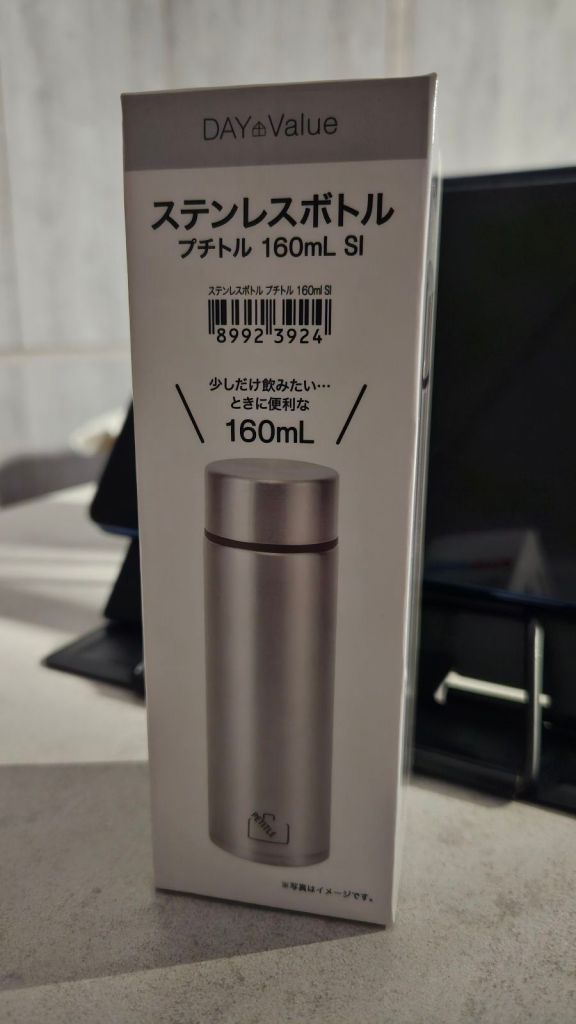 DAY Value
ステンレスボトル
プチトル 160mL SI
ステンレスボトル プチトル 160ml SI
8992 3924
少しだけ飲みたい…
ときに便利な
160mL
PETITLE
※写真はイメージです。